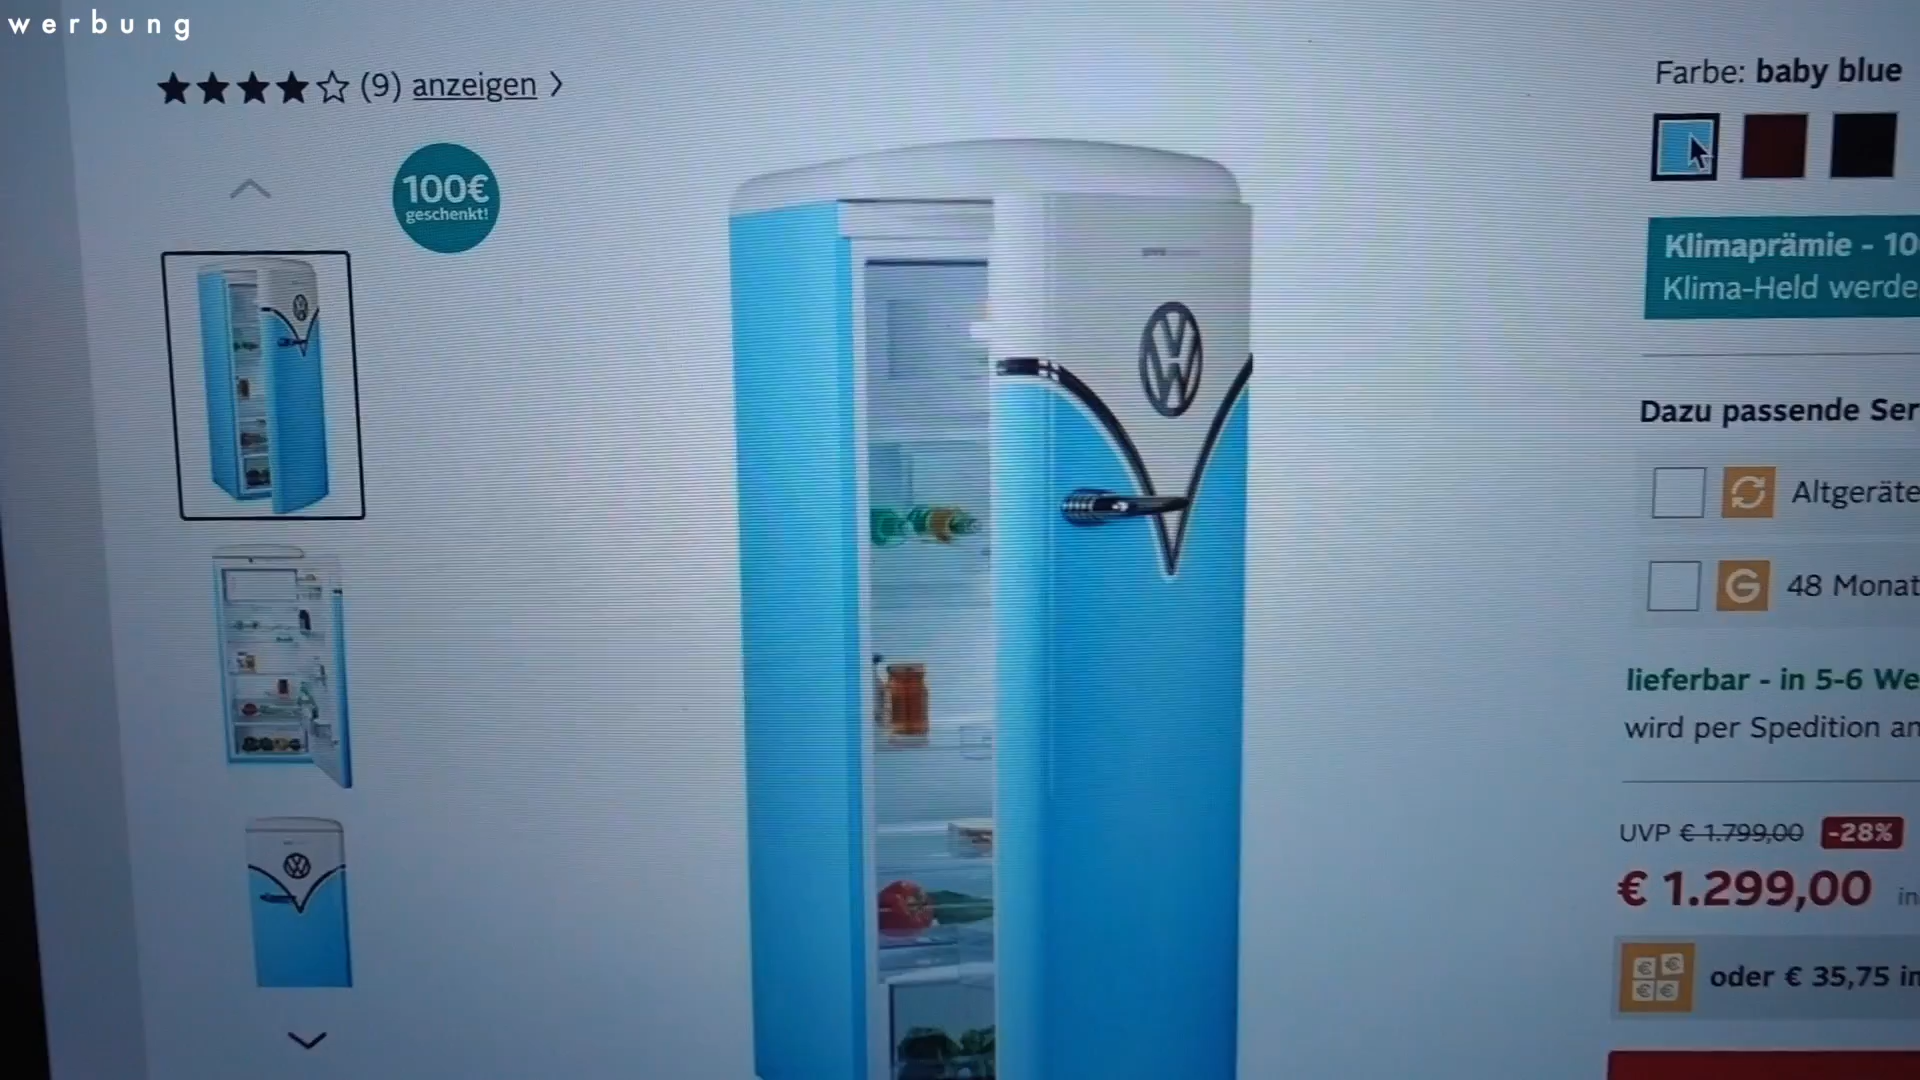 werbung
(9) anzeigen
100€
geschenkt!
Farbe: baby blue
Klimaprämie - 10
Klima-Held werde
Dazu passende Ser
Altgeräte
G 48 Monat
lieferbar - in 5-6 We
wird per Spedition an
UVP € 1.799,00 -28%
€ 1.299,00 in
oder € 35,75 in